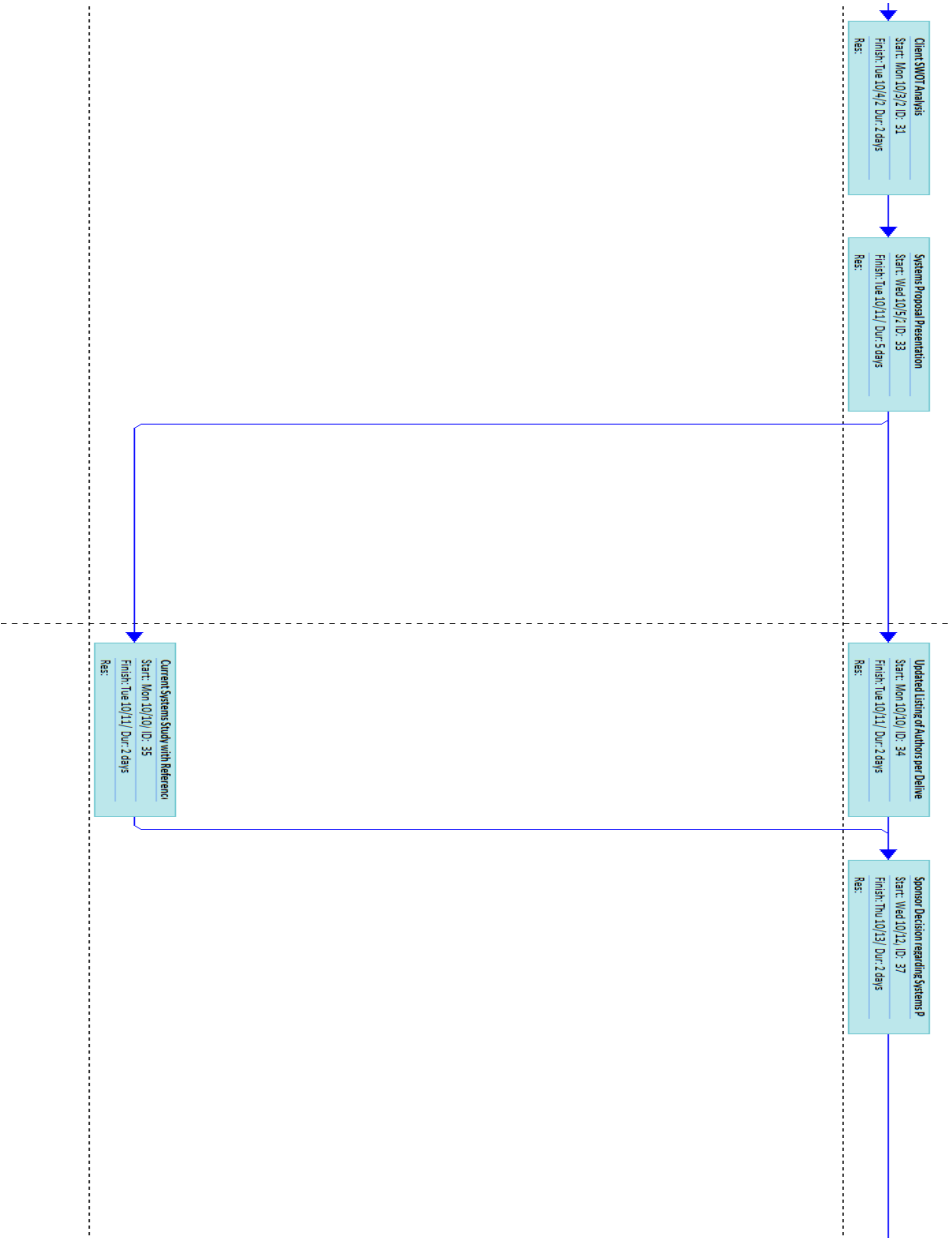 Client SWOT Analysis
Start: Mon 10/3/2 ID: 31
Finish: Tue 10/4/2 Dur: 2 days
Res:
Systems Proposal Presentation
Start: Wed 10/5/2 ID: 33
Finish: Tue 10/11/ Dur: 5 days
Res:
Updated Listing of Authors per Delive
Start: Mon 10/10/ ID: 34
Finish: Tue 10/11/ Dur: 2 days
Res:
Current Systems Study with Referenc
Start: Mon 10/10/ ID: 35
Finish: Tue 10/11/ Dur: 2 days
Res:
Sponsor Decision regarding Systems P
Start: Wed 10/12, ID: 37
Finish: Thu 10/13/ Dur: 2 days
Res: